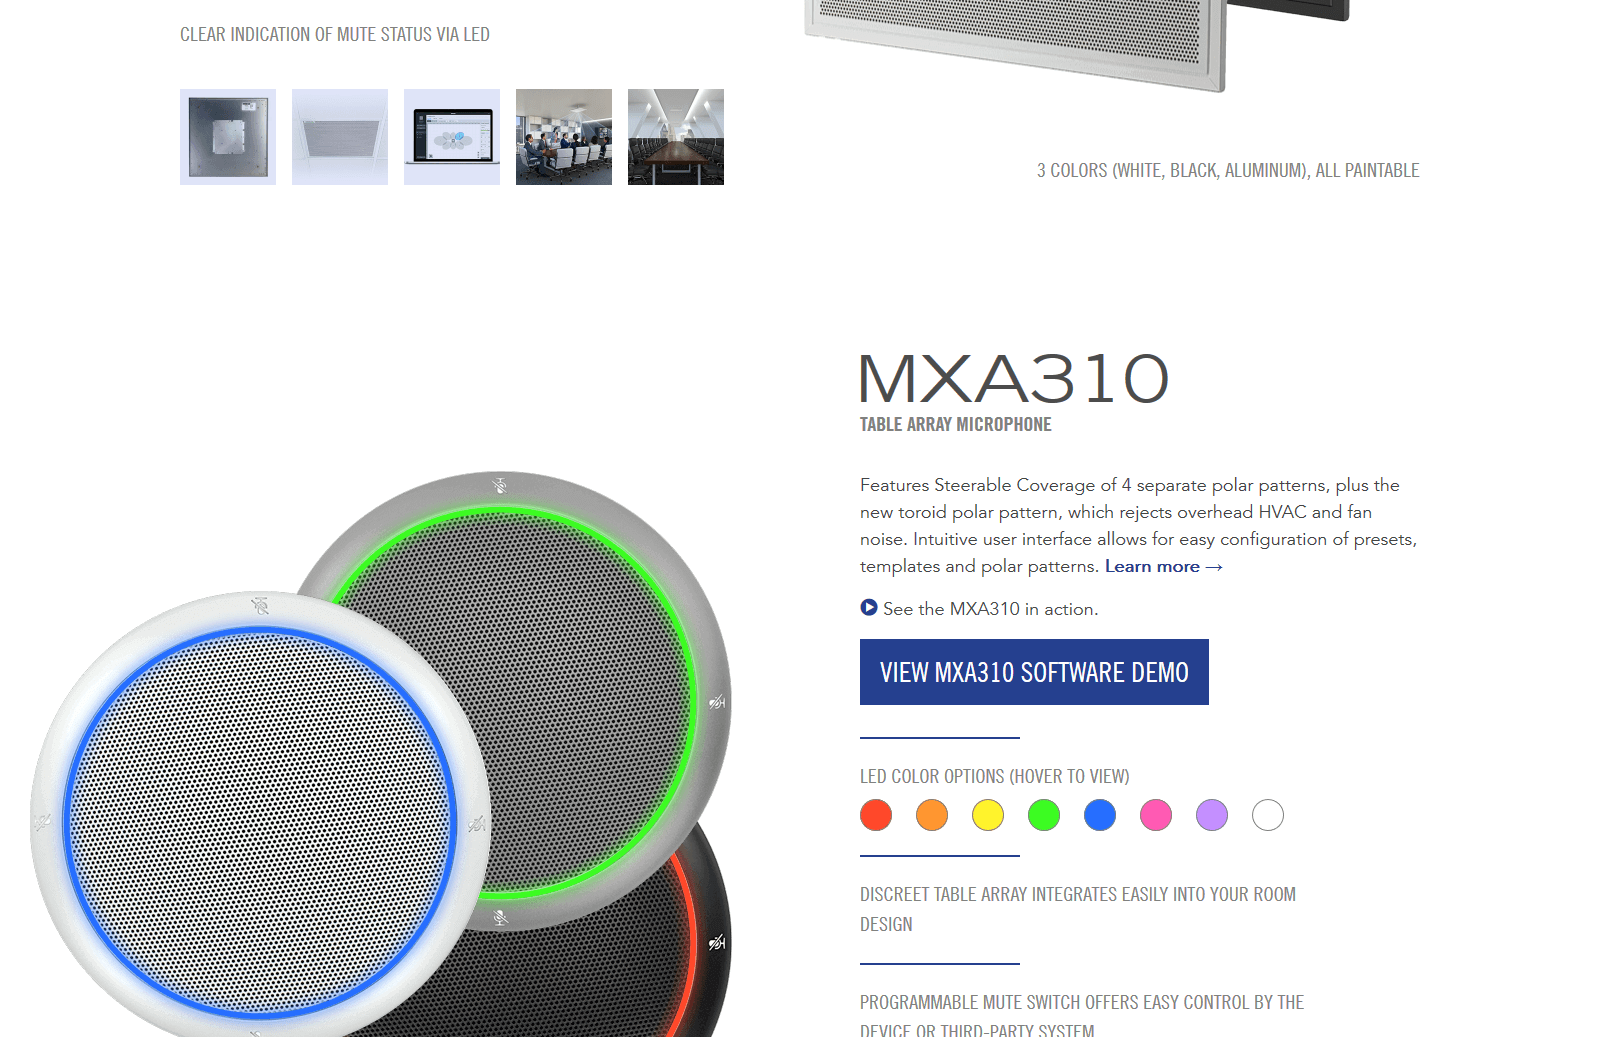 CLEAR INDICATION OF MUTE STATUS VIA LED
3 COLORS (WHITE, BLACK, ALUMINUM), ALL PAINTABLE
MXA310
TABLE ARRAY MICROPHONE
Features Steerable Coverage of 4 separate polar patterns, plus the
new toroid polar pattern, which rejects overhead HVAC and fan
noise. Intuitive user interface allows for easy configuration of presets,
templates and polar patterns. Learn more →
See the MXA310 in action.
VIEW MXA310 SOFTWARE DEMO
LED COLOR OPTIONS (HOVER TO VIEW)
DISCREET TABLE ARRAY INTEGRATES EASILY INTO YOUR ROOM
DESIGN
PROGRAMMABLE MUTE SWITCH OFFERS EASY CONTROL BY THE
DEVICE OR THIRD-PARTY SYSTEM